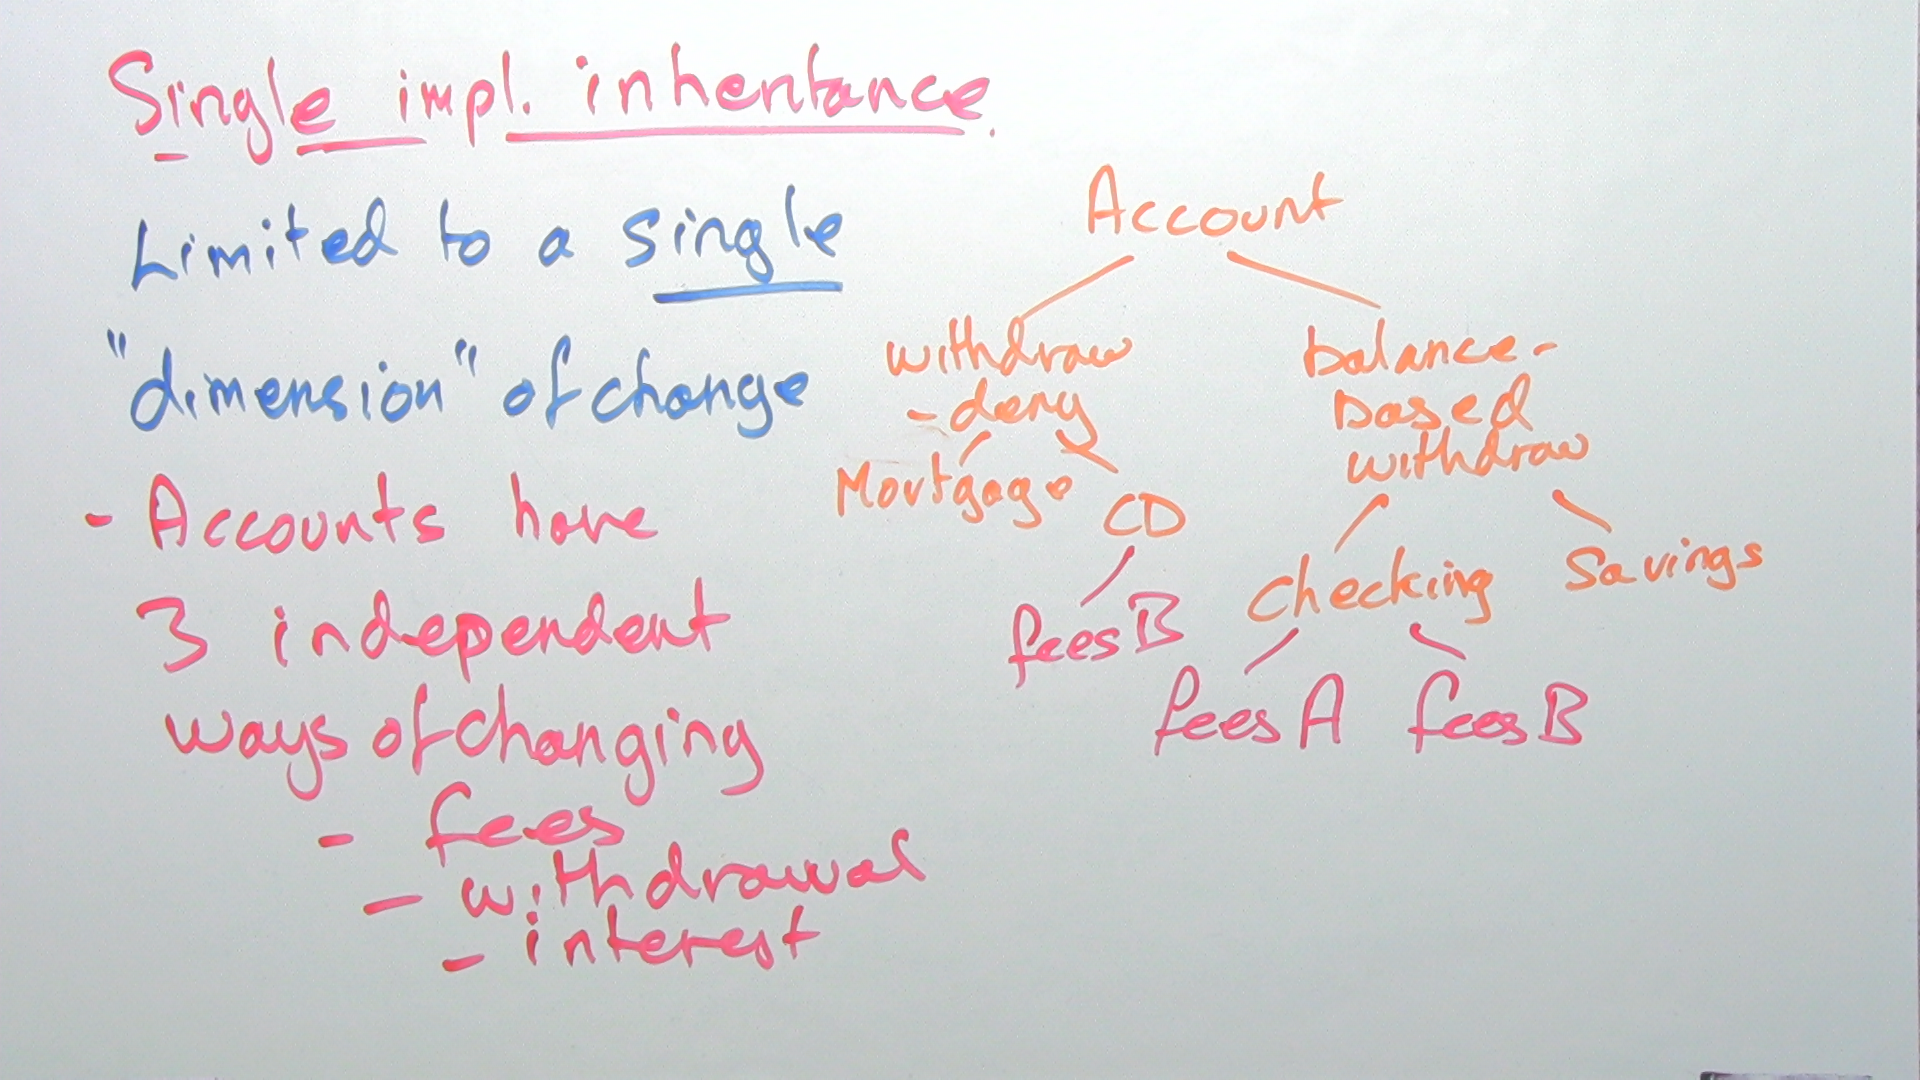 Single impl. inheritance.
Limited to a single
"dimension" of change
- Accounts have
3 independent
ways of changing
- fees
- withdrawal
- interest
Account
withdraw
-deny
balance-
based
withdraw
Mortgage
CD
Checking
Savings
fees B
fees A
fees B